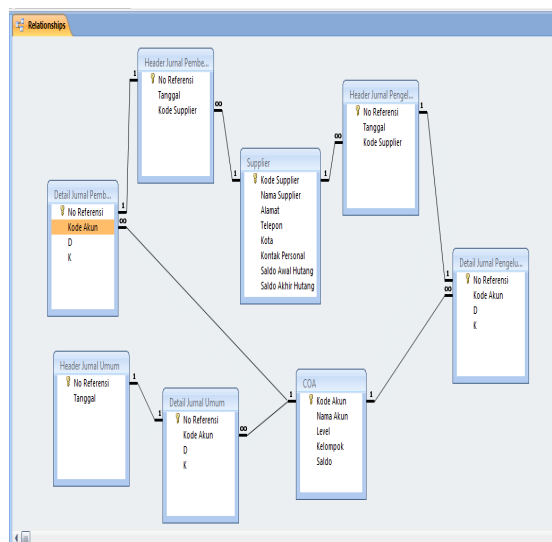 Relationships
Header Jurnal Pembe...
No Referensi
Tanggal
Kode Supplier
Header Jurnal Pengel...
No Referensi
Tanggal
Kode Supplier
Supplier
Kode Supplier
Nama Supplier
Alamat
Telepon
Kota
Kontak Personal
Saldo Awal Hutang
Saldo Akhir Hutang
Detail Jurnal Pemb...
No Referensi
Kode Akun
D
K
Detail Jurnal Pengelu...
No Referensi
Kode Akun
D
K
Header Jurnal Umum
No Referensi
Tanggal
Detail Jurnal Umum
No Referensi
Kode Akun
D
K
COA
Kode Akun
Nama Akun
Level
Kelompok
Saldo
1
∞
∞
1
1
1
1
∞
1
∞
1
1
∞
1
1